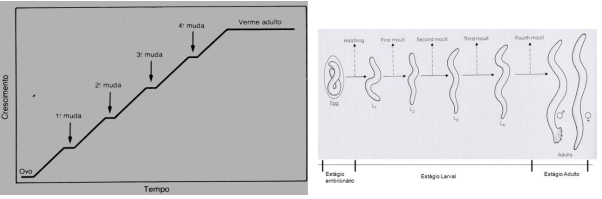 4ª muda
Verme adulto
3ª muda
2ª muda
1ª muda
Ovo
Crescimento
Tempo
Hatching
First moult
Second moult
Third moult
Fourth moult
Egg
L₁
L₂
L₃
L₄
♂
♀
Adults
Estágio embrionário
Estágio Larval
Estágio Adulto